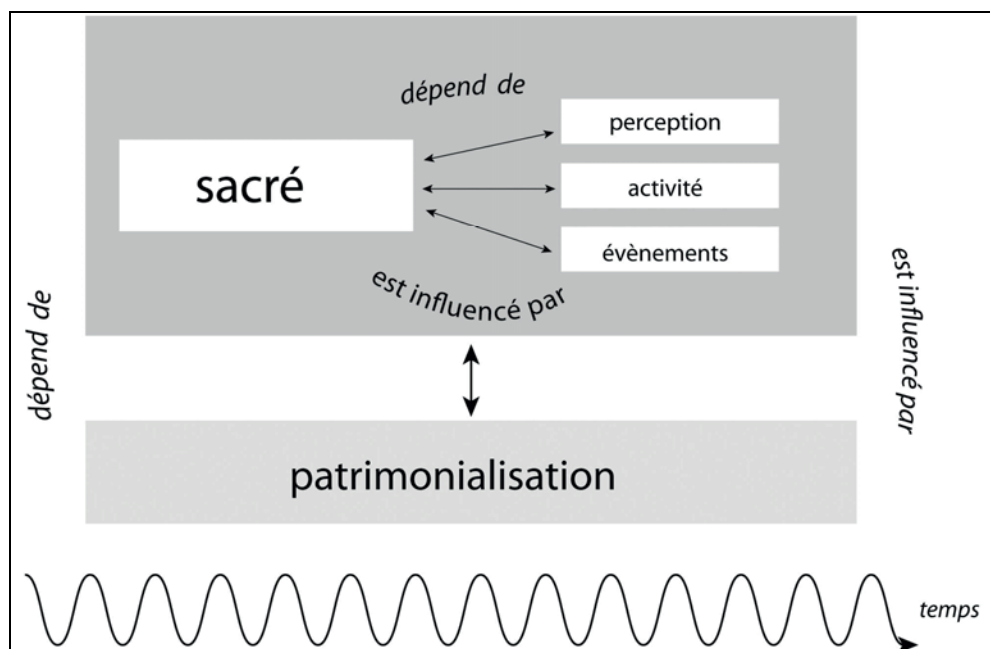 dépend de
perception
sacré
activité
évènements
est influencé par
dépend de
est influencé par
patrimonialisation
temps